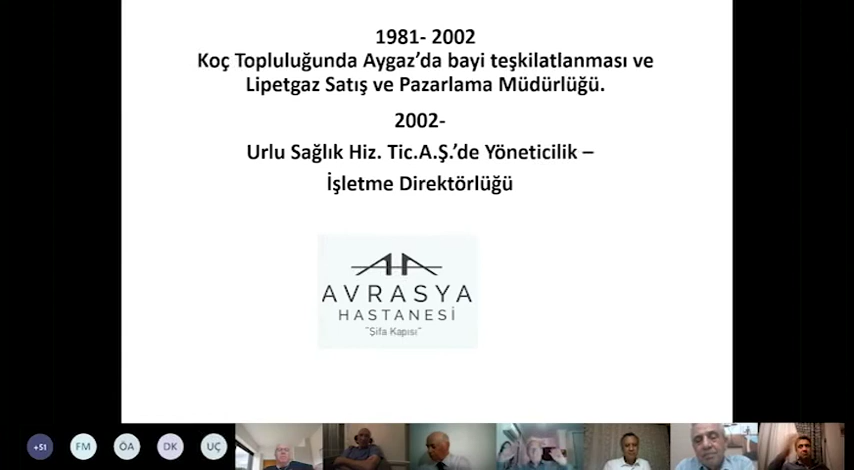 1981- 2002
Koç Topluluğunda Aygaz’da bayi teşkilatlanması ve
Lipetgaz Satış ve Pazarlama Müdürlüğü.
2002-
Urlu Sağlık Hiz. Tic.A.Ş.’de Yöneticilik –
İşletme Direktörlüğü
AVRASYA
HASTANESİ
"Şifa Kapısı"
+51 FM ÖA DK UÇ